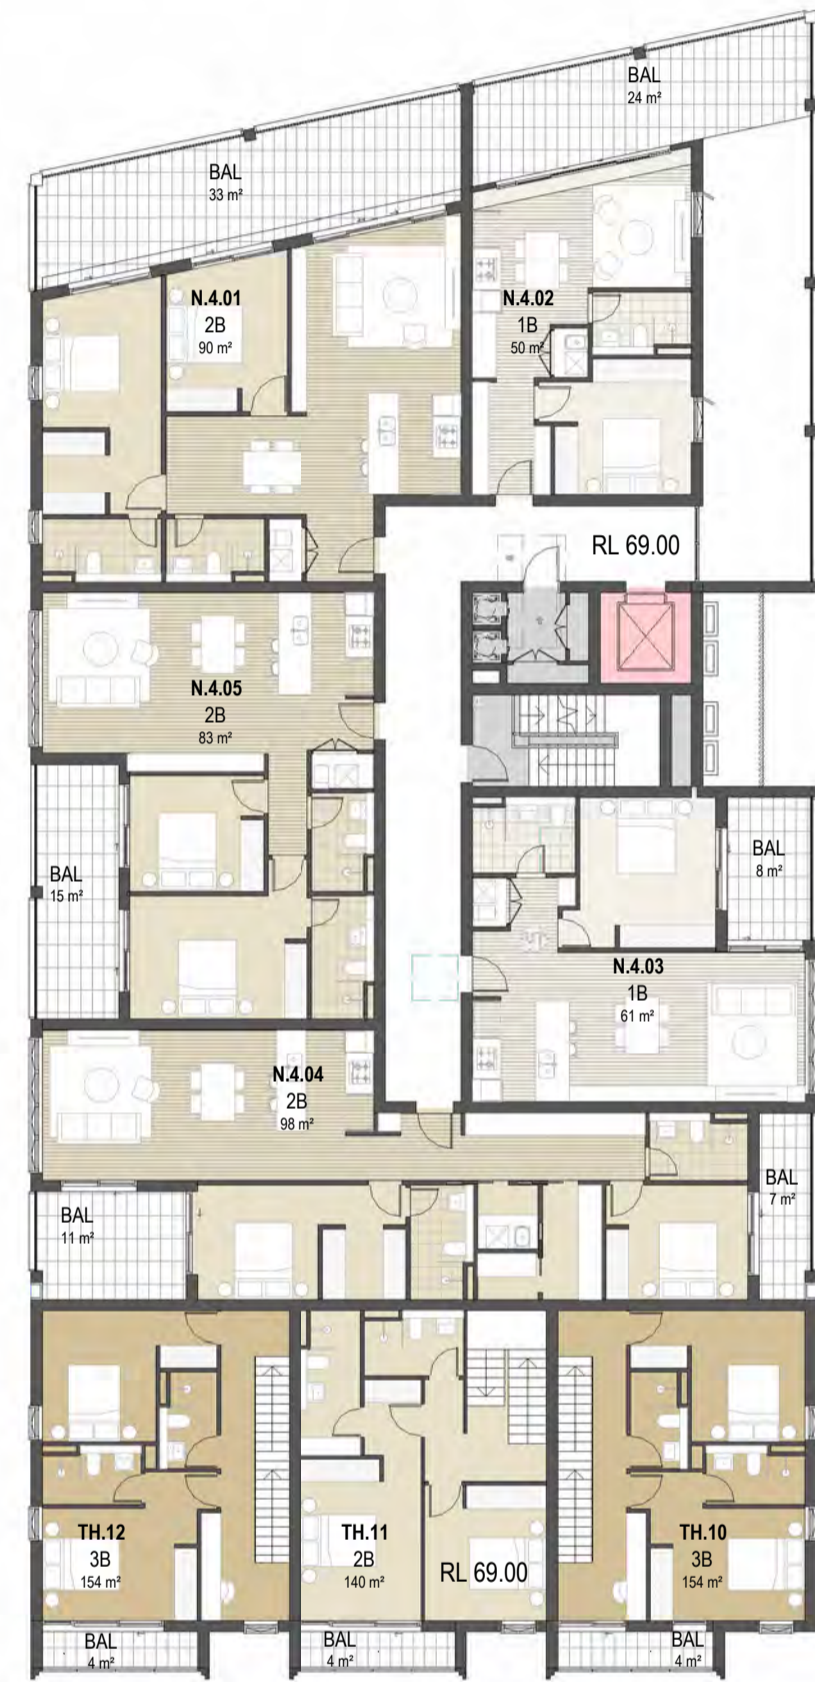 BAL
24 m²
BAL
33 m²
N.4.01
2B
90 m²
N.4.02
1B
50 m²
RL 69.00
N.4.05
2B
83 m²
BAL
15 m²
BAL
8 m²
N.4.03
1B
61 m²
N.4.04
2B
98 m²
BAL
7 m²
BAL
11 m²
TH.12
3B
154 m²
TH.11
2B
140 m²
RL 69.00
TH.10
3B
154 m²
BAL
4 m²
BAL
4 m²
BAL
4 m²